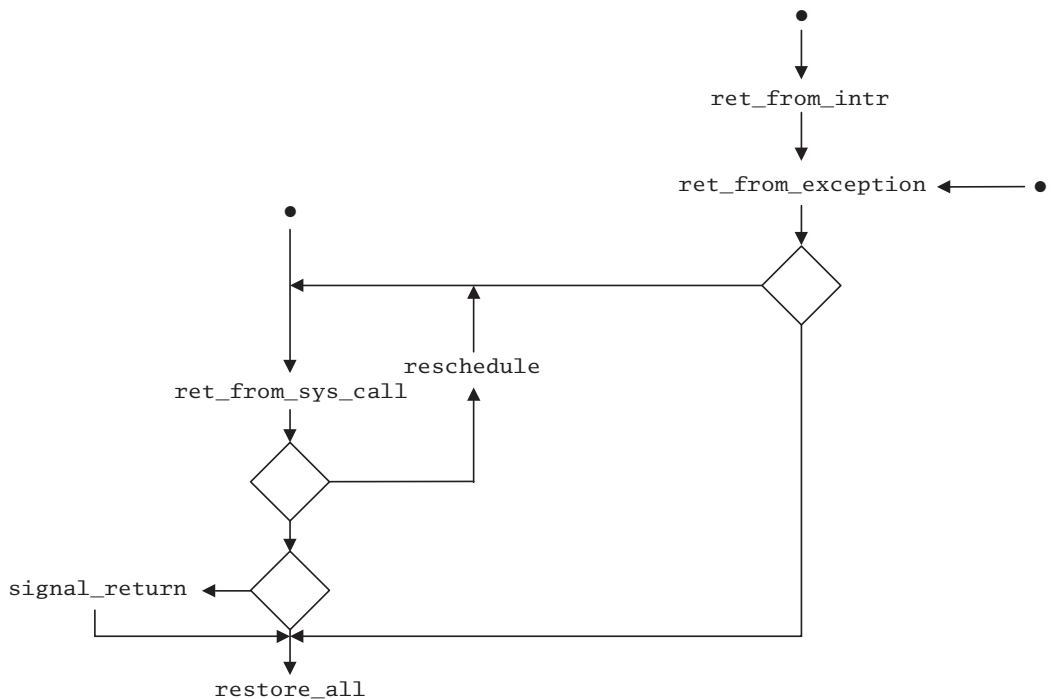 ret_from_intr
ret_from_exception
reschedule
ret_from_sys_call
signal_return
restore_all